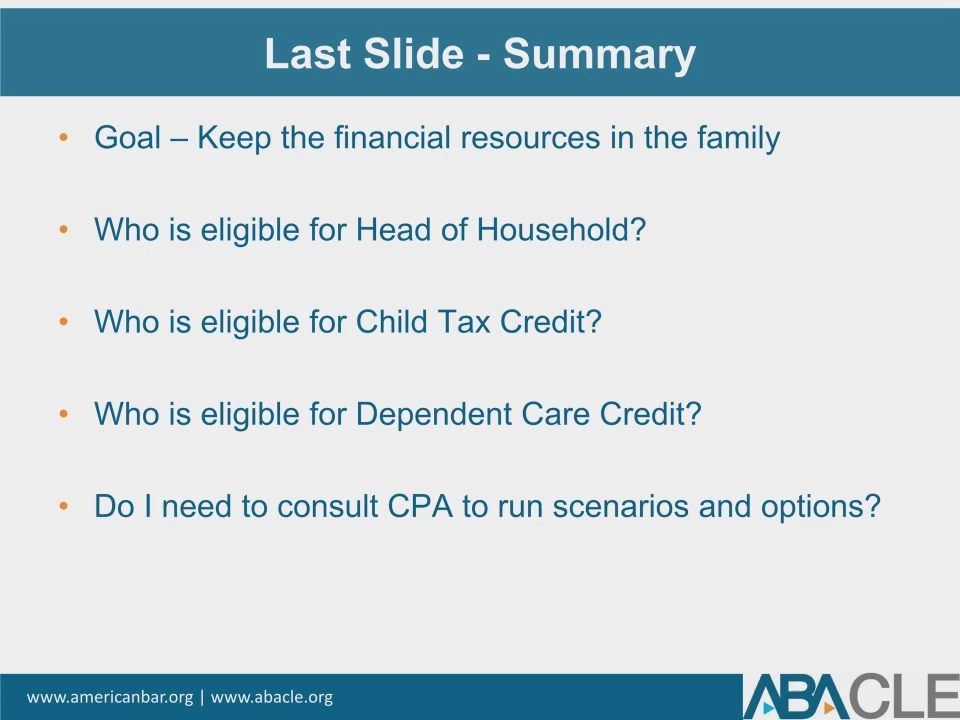 Last Slide - Summary
• Goal – Keep the financial resources in the family
• Who is eligible for Head of Household?
• Who is eligible for Child Tax Credit?
• Who is eligible for Dependent Care Credit?
• Do I need to consult CPA to run scenarios and options?
www.americanbar.org | www.abacle.org
ABACLE